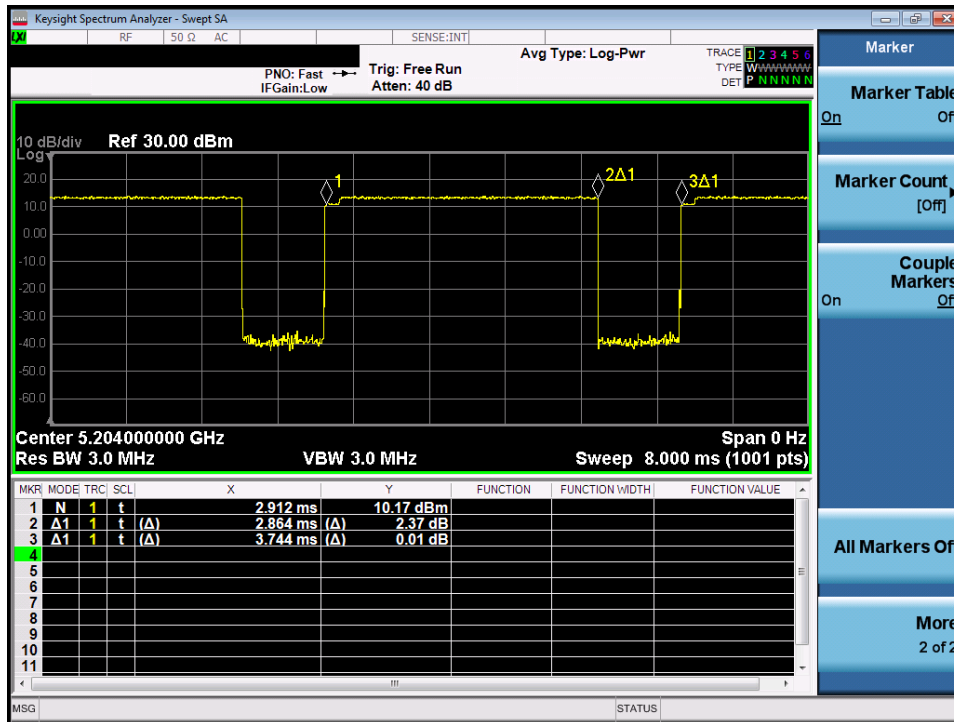 Keysight Spectrum Analyzer - Swept SA
LXI RF 50 Ω AC SENSE:INT
PNO: Fast
IFGain:Low
Trig: Free Run
Atten: 40 dB
Avg Type: Log-Pwr
TRACE 1 2 3 4 5 6
TYPE WWWWWW
DET P N N N N N
10 dB/div
Log
Ref 30.00 dBm
20.0
10.0
0.00
-10.0
-20.0
-30.0
-40.0
-50.0
-60.0
1
2Δ1
3Δ1
Center 5.204000000 GHz
Span 0 Hz
Res BW 3.0 MHz
VBW 3.0 MHz
Sweep 8.000 ms (1001 pts)
MKR MODE TRC SCL X Y FUNCTION FUNCTION WIDTH FUNCTION VALUE
1 N 1 t 2.912 ms 10.17 dBm
2 Δ1 1 t (Δ) 2.864 ms (Δ) 2.37 dB
3 Δ1 1 t (Δ) 3.744 ms (Δ) 0.01 dB
4
5
6
7
8
9
10
11
MSG
STATUS
Marker
Marker Table
On Of
Marker Count
[Off]
Couple
Markers
On Off
All Markers Of
More
2 of 2